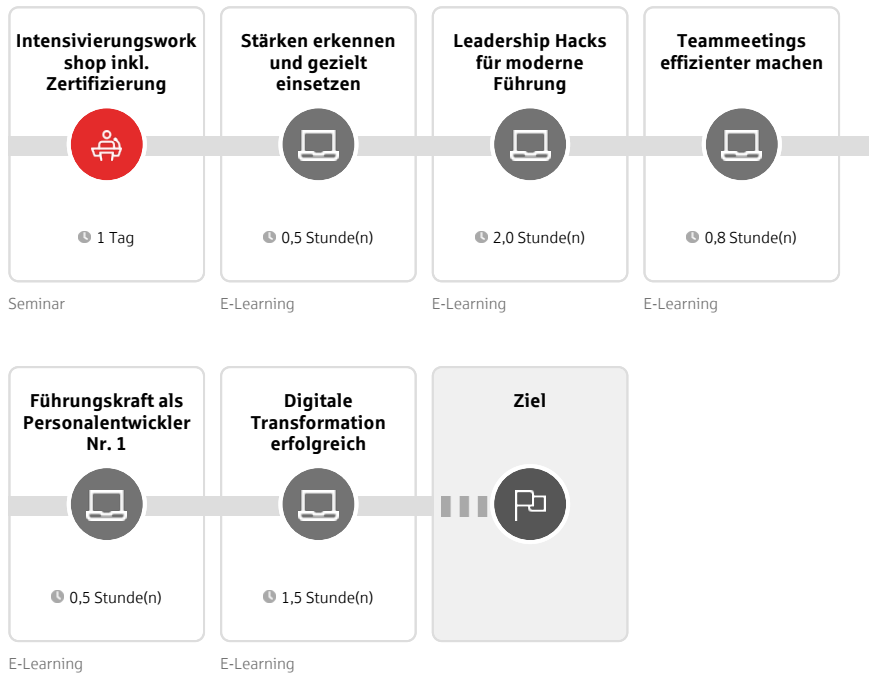 Intensivierungswork
shop inkl.
Zertifizierung
1 Tag
Seminar
Stärken erkennen
und gezielt
einsetzen
0,5 Stunde(n)
E-Learning
Leadership Hacks
für moderne
Führung
2,0 Stunde(n)
E-Learning
Teammeetings
effizienter machen
0,8 Stunde(n)
E-Learning
Führungskraft als
Personalentwickler
Nr. 1
0,5 Stunde(n)
E-Learning
Digitale
Transformation
erfolgreich
1,5 Stunde(n)
E-Learning
Ziel